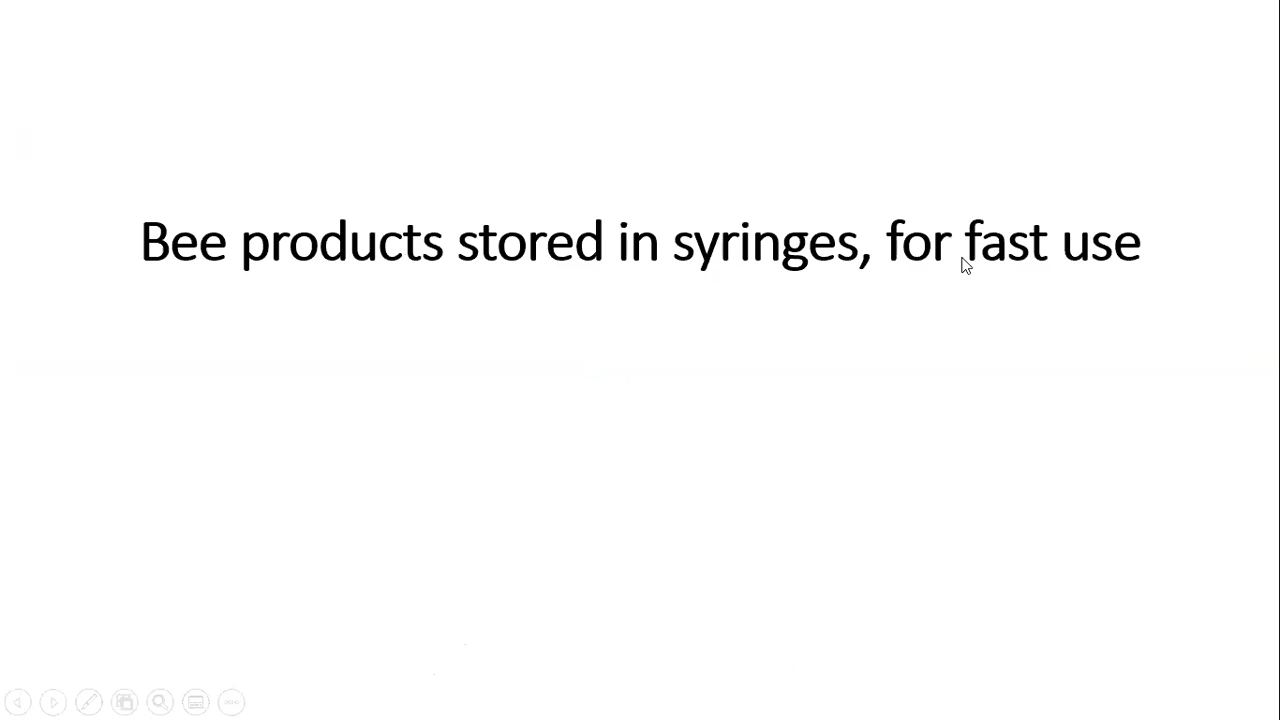 Bee products stored in syringes, for fast use